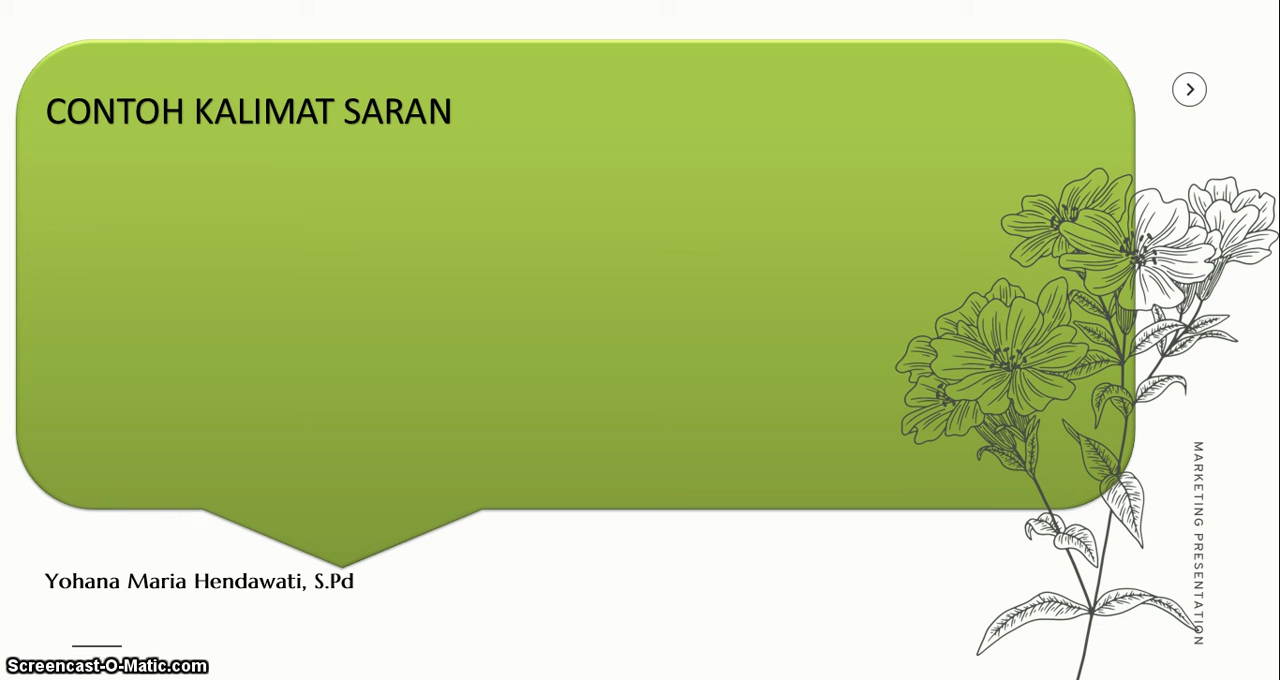 CONTOH KALIMAT SARAN
MARKETING PRESENTATION
Yohana Maria Hendawati, S.Pd
Screencast-O-Matic.com